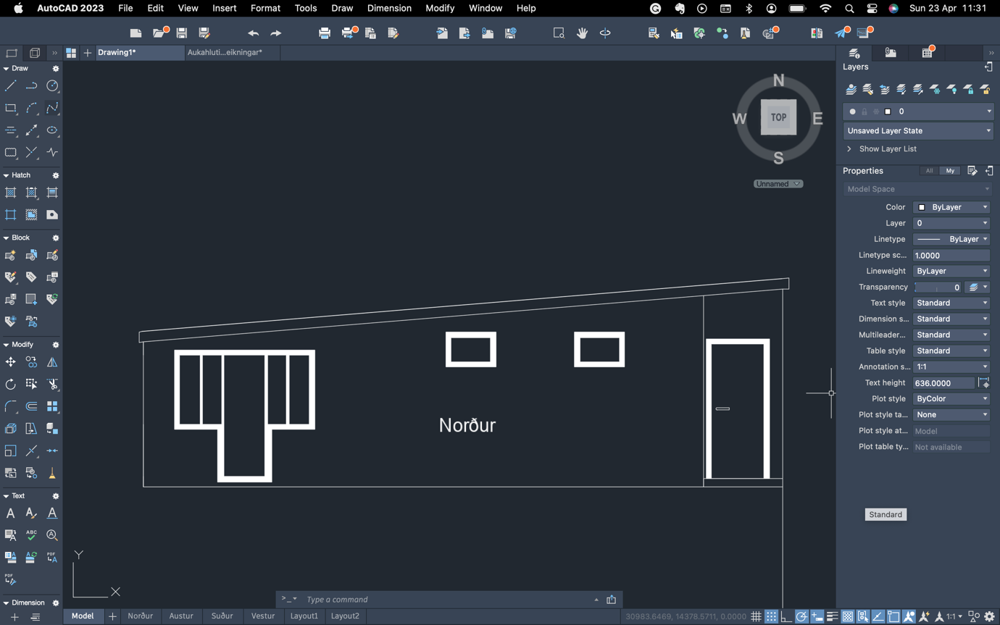 AutoCAD 2023 File Edit View Insert Format Tools Draw Dimension Modify Window Help Sun 23 Apr 11:31
Drawing1* Aukahluti...eikningar*
Draw
Hatch
Block
Modify
Text
Dimension
N
W TOP E
S
Unnamed
Norður
Y
X
Type a command
Model Norður Austur Suður Vestur Layout1 Layout2
30983.6469, 14378.5711, 0.0000 1:1
Layers
0
Unsaved Layer State
Show Layer List
Properties All My
Model Space
Color ByLayer
Layer 0
Linetype ByLayer
Linetype sc... 1.0000
Lineweight ByLayer
Transparency 0
Text style Standard
Dimension s... Standard
Multileader... Standard
Table style Standard
Annotation s... 1:1
Text height 636.0000
Plot style ByColor
Plot style ta... None
Plot style at... Model
Plot table ty... Not available
Standard